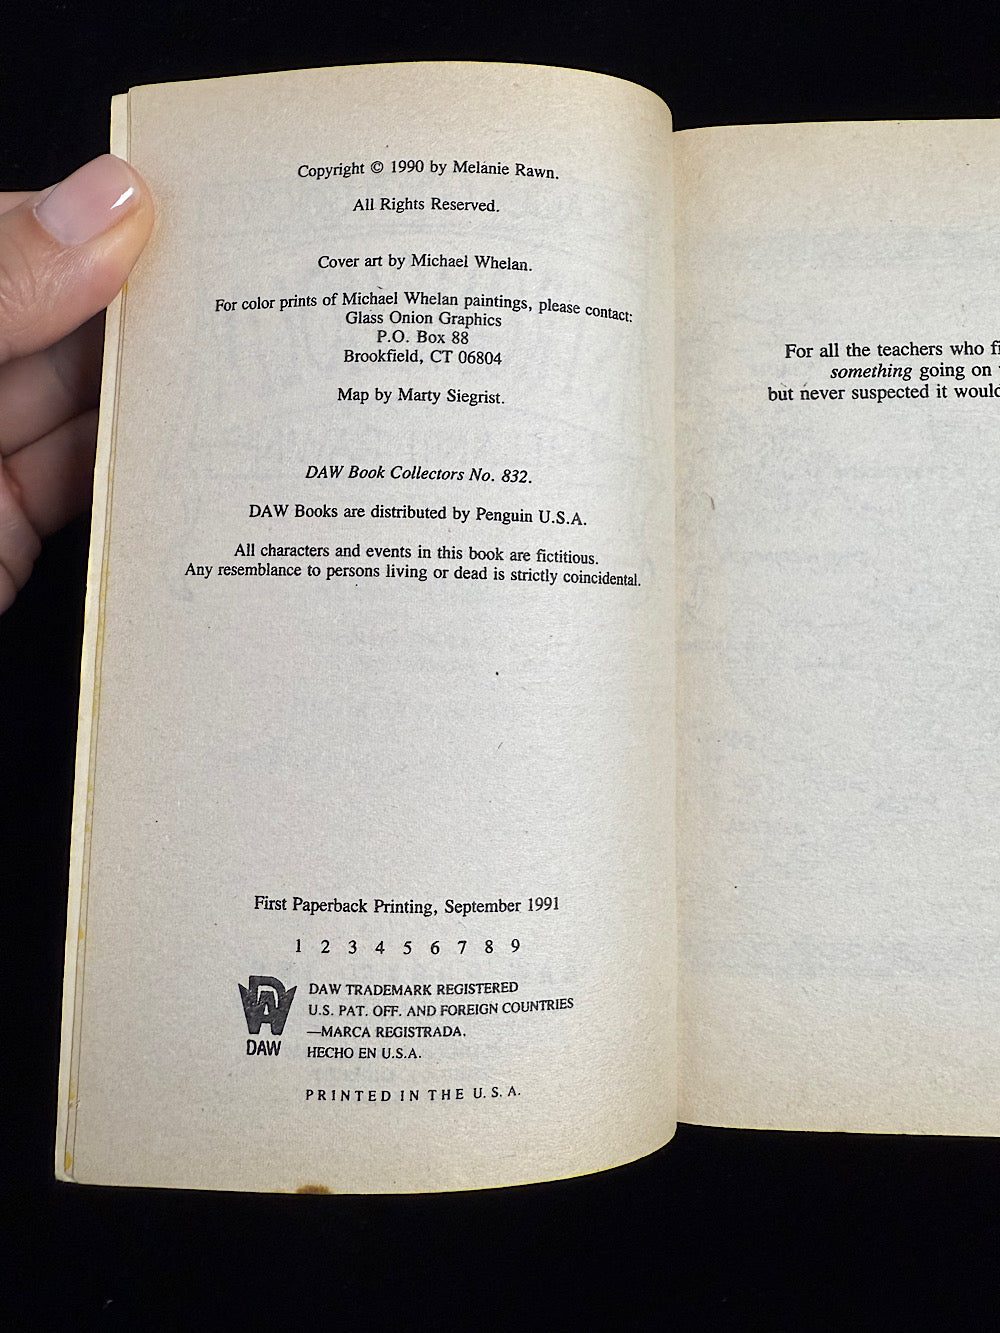 Copyright © 1990 by Melanie Rawn.
All Rights Reserved.
Cover art by Michael Whelan.
For color prints of Michael Whelan paintings, please contact:
Glass Onion Graphics
P.O. Box 88
Brookfield, CT 06804
Map by Marty Siegrist.
DAW Book Collectors No. 832.
DAW Books are distributed by Penguin U.S.A.
All characters and events in this book are fictitious.
Any resemblance to persons living or dead is strictly coincidental.
First Paperback Printing, September 1991
1 2 3 4 5 6 7 8 9
DAW TRADEMARK REGISTERED
U.S. PAT. OFF. AND FOREIGN COUNTRIES
—MARCA REGISTRADA.
HECHO EN U.S.A.
DAW
DAW
PRINTED IN THE U.S.A.
For all the teachers who
something going on
but never suspected it would